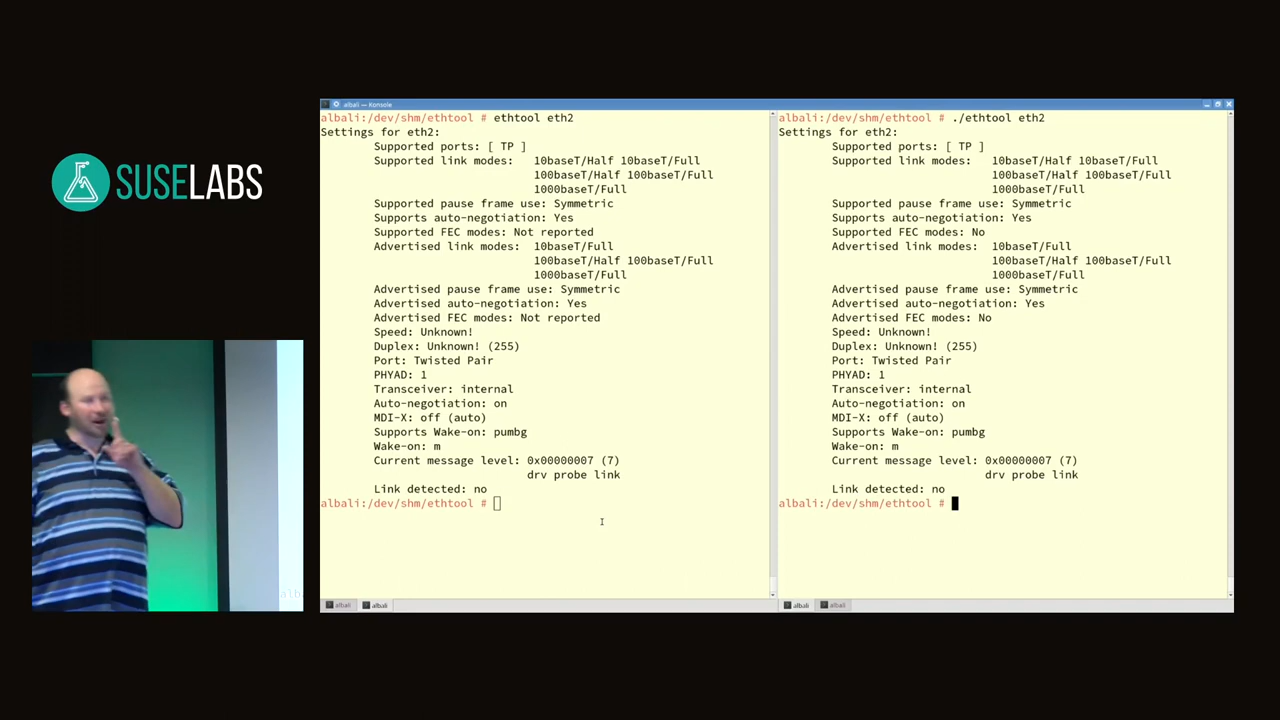 SUSELABS
albali — Konsole
albali:/dev/shm/ethtool # ethtool eth2
Settings for eth2:
Supported ports: [ TP ]
Supported link modes: 10baseT/Half 10baseT/Full
100baseT/Half 100baseT/Full
1000baseT/Full
Supported pause frame use: Symmetric
Supports auto-negotiation: Yes
Supported FEC modes: Not reported
Advertised link modes: 10baseT/Full
100baseT/Half 100baseT/Full
1000baseT/Full
Advertised pause frame use: Symmetric
Advertised auto-negotiation: Yes
Advertised FEC modes: Not reported
Speed: Unknown!
Duplex: Unknown! (255)
Port: Twisted Pair
PHYAD: 1
Transceiver: internal
Auto-negotiation: on
MDI-X: off (auto)
Supports Wake-on: pumbg
Wake-on: m
Current message level: 0x00000007 (7)
drv probe link
Link detected: no
albali:/dev/shm/ethtool #
albali albali
albali:/dev/shm/ethtool # ./ethtool eth2
Settings for eth2:
Supported ports: [ TP ]
Supported link modes: 10baseT/Half 10baseT/Full
100baseT/Half 100baseT/Full
1000baseT/Full
Supported pause frame use: Symmetric
Supports auto-negotiation: Yes
Supported FEC modes: No
Advertised link modes: 10baseT/Full
100baseT/Half 100baseT/Full
1000baseT/Full
Advertised pause frame use: Symmetric
Advertised auto-negotiation: Yes
Advertised FEC modes: No
Speed: Unknown!
Duplex: Unknown! (255)
Port: Twisted Pair
PHYAD: 1
Transceiver: internal
Auto-negotiation: on
MDI-X: off (auto)
Supports Wake-on: pumbg
Wake-on: m
Current message level: 0x00000007 (7)
drv probe link
Link detected: no
albali:/dev/shm/ethtool #
albali albali
alb